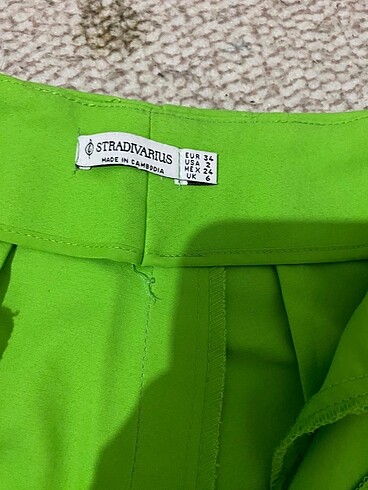 STRADIVARIUS
MADE IN CAMBODIA
EUR 34
USA 2
MEX 24
UK 6